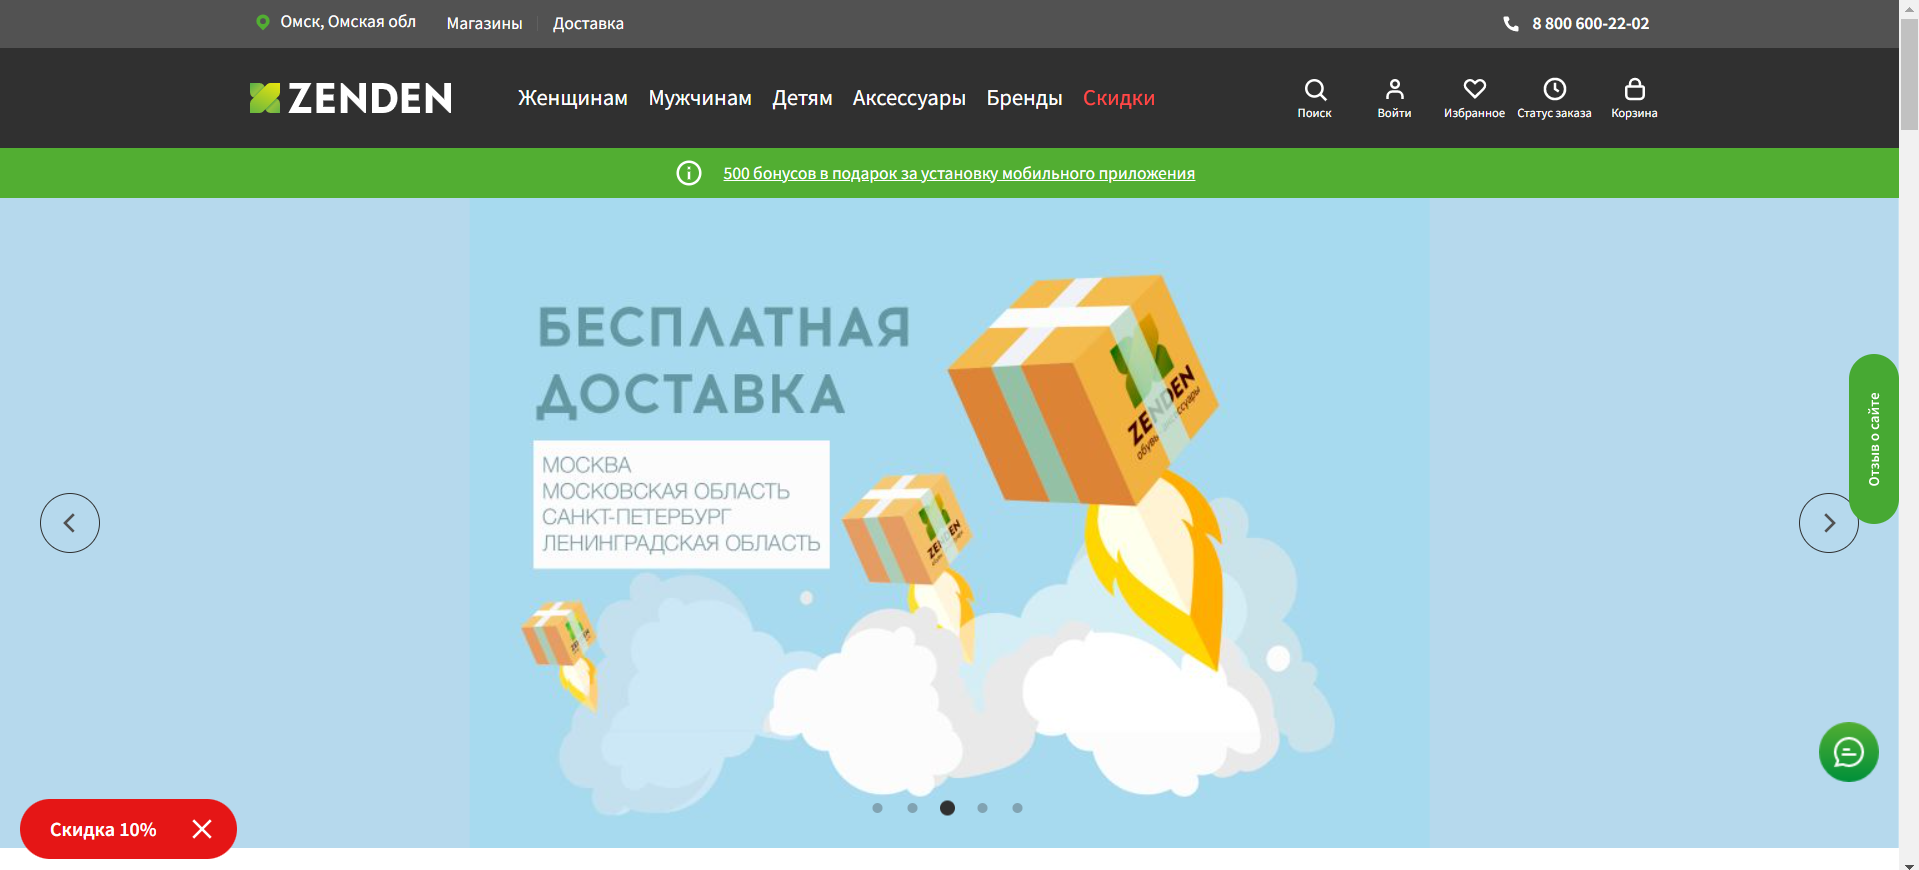 Омск, Омская обл
Магазины
Доставка
8 800 600-22-02
ZENDEN
Женщинам
Мужчинам
Детям
Аксессуары
Бренды
Скидки
Поиск
Войти
Избранное
Статус заказа
Корзина
500 бонусов в подарок за установку мобильного приложения
БЕСПЛАТНАЯ
ДОСТАВКА
МОСКВА
МОСКОВСКАЯ ОБЛАСТЬ
САНКТ-ПЕТЕРБУРГ
ЛЕНИНГРАДСКАЯ ОБЛАСТЬ
ZENDEN
обувь аксессуары
ZENDEN
ZENDEN
Отзыв о сайте
Скидка 10%